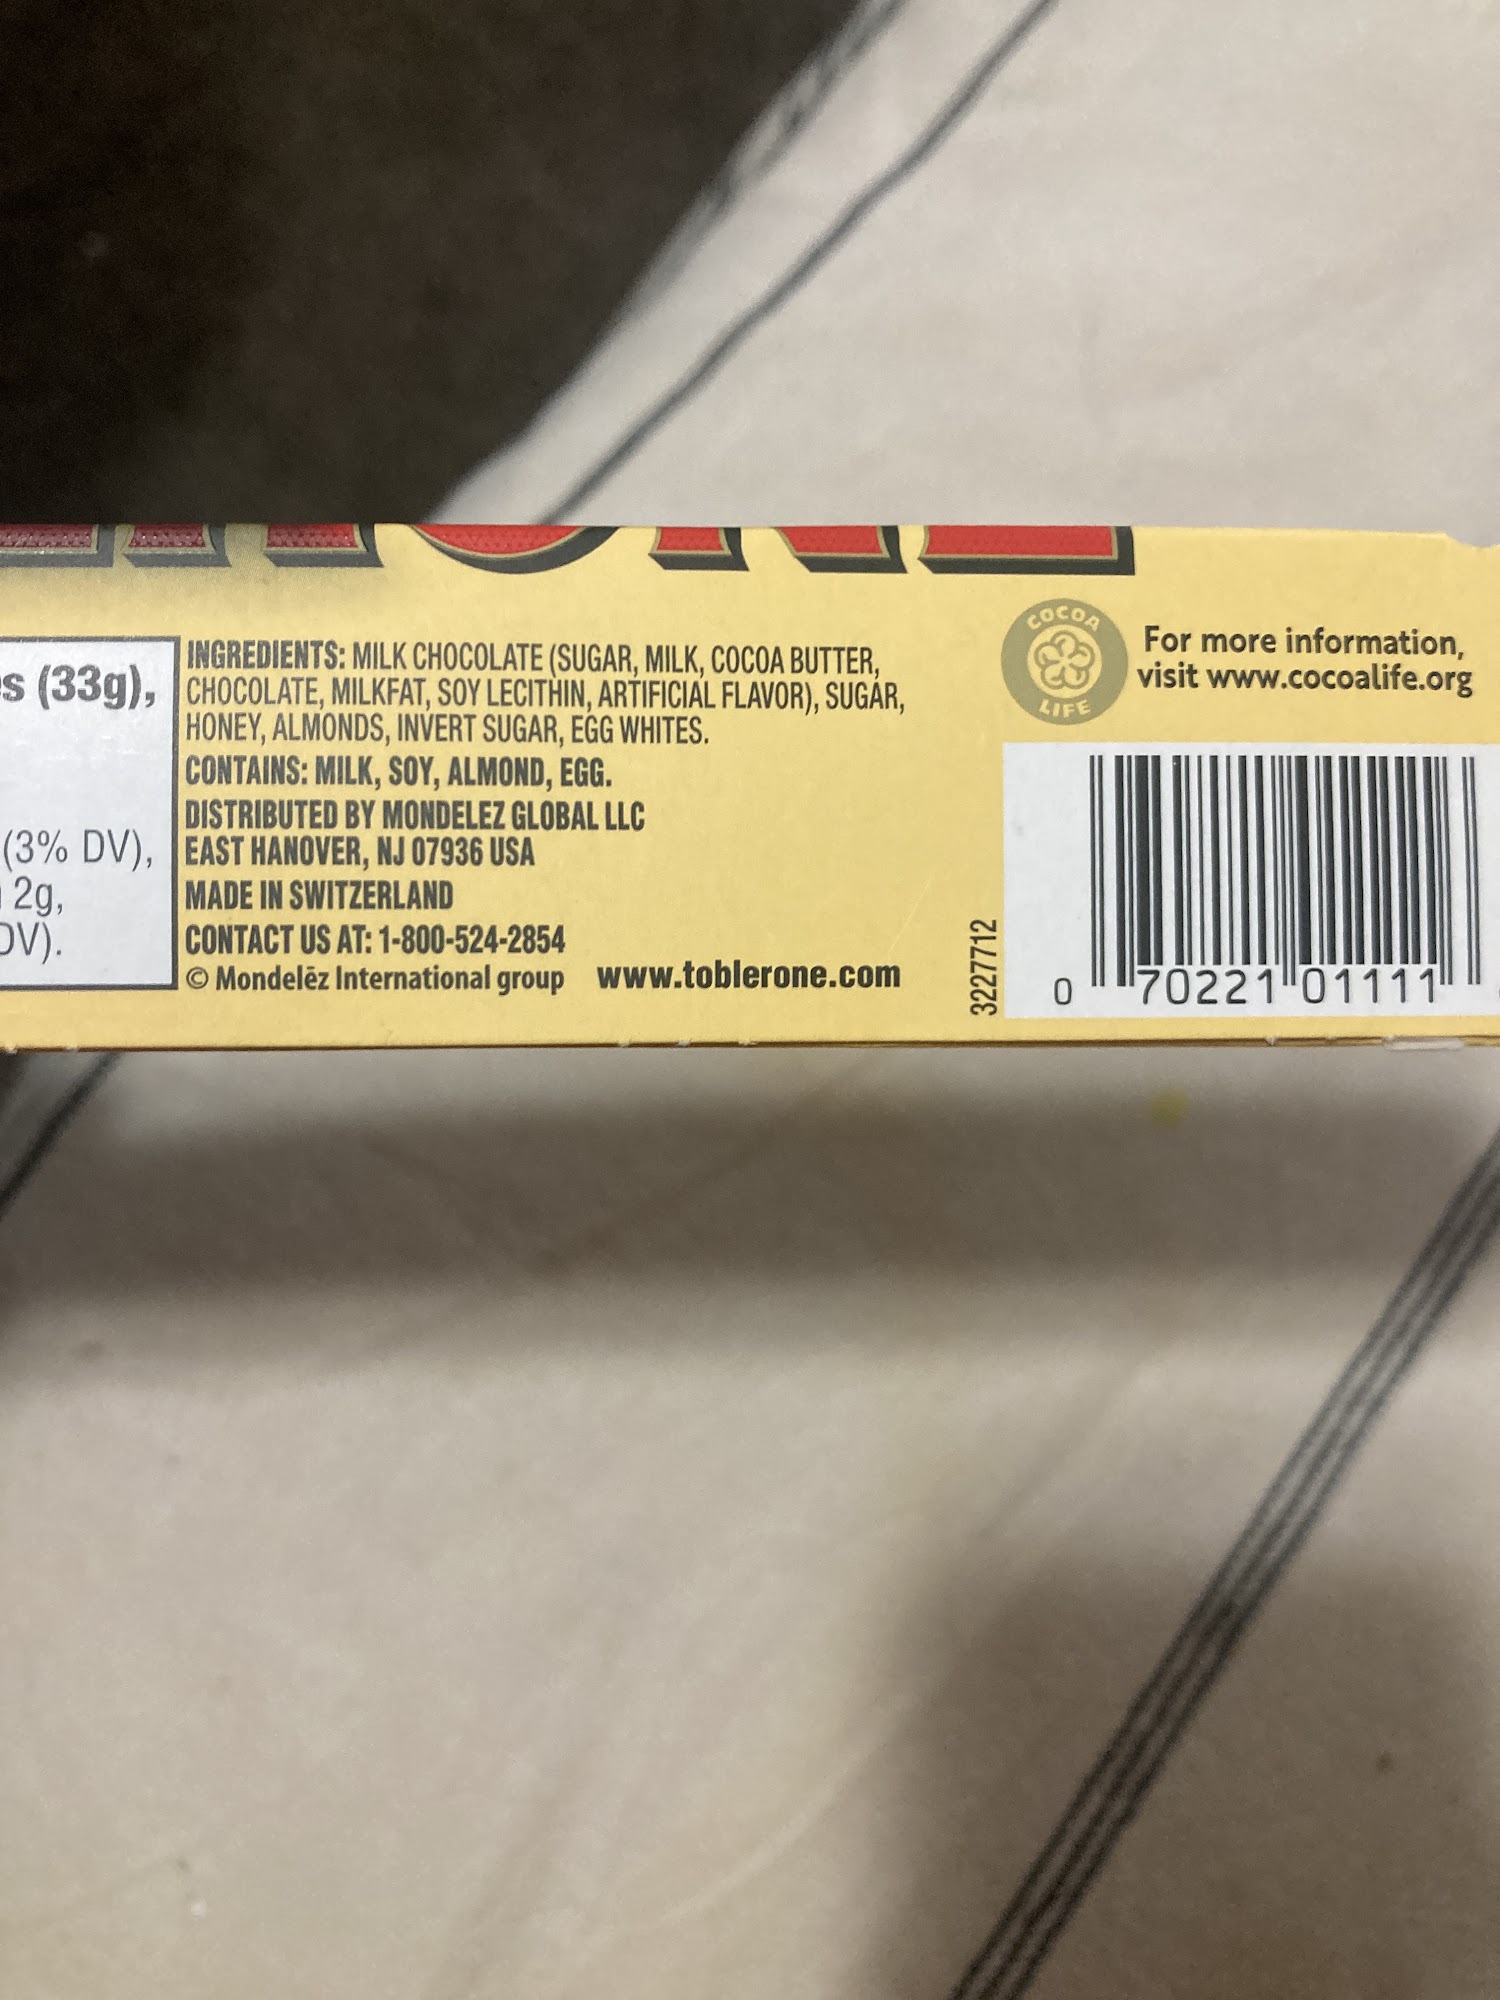 s (33g),
(3% DV),
2g,
DV).
INGREDIENTS: MILK CHOCOLATE (SUGAR, MILK, COCOA BUTTER,
CHOCOLATE, MILKFAT, SOY LECITHIN, ARTIFICIAL FLAVOR), SUGAR,
HONEY, ALMONDS, INVERT SUGAR, EGG WHITES.
CONTAINS: MILK, SOY, ALMOND, EGG.
DISTRIBUTED BY MONDELEZ GLOBAL LLC
EAST HANOVER, NJ 07936 USA
MADE IN SWITZERLAND
CONTACT US AT: 1-800-524-2854
© Mondelēz International group www.toblerone.com
COCOA
LIFE
For more information,
visit www.cocoalife.org
3227712
0 70221 01111